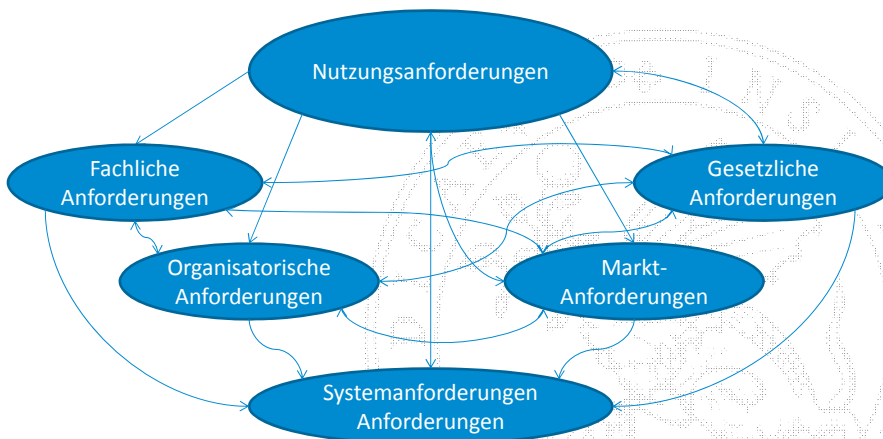 Nutzungsanforderungen
Fachliche
Anforderungen
Gesetzliche
Anforderungen
Organisatorische
Anforderungen
Markt-
Anforderungen
Systemanforderungen
Anforderungen